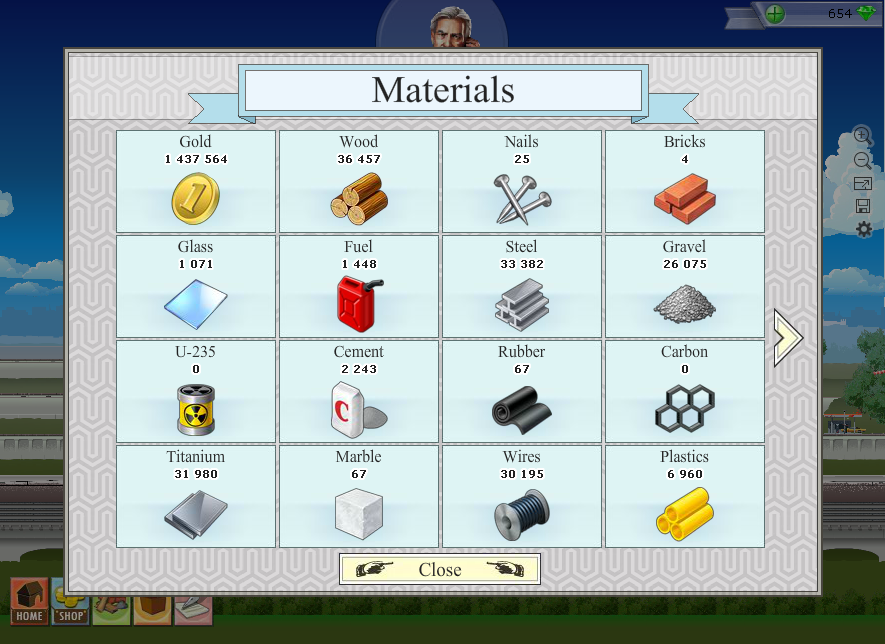 654
Materials
Gold
1 437 564
Wood
36 457
Nails
25
Bricks
4
Glass
1 071
Fuel
1 448
Steel
33 382
Gravel
26 075
U-235
0
Cement
2 243
C
Rubber
67
Carbon
0
Titanium
31 980
Marble
67
Wires
30 195
Plastics
6 960
Close
HOME
SHOP